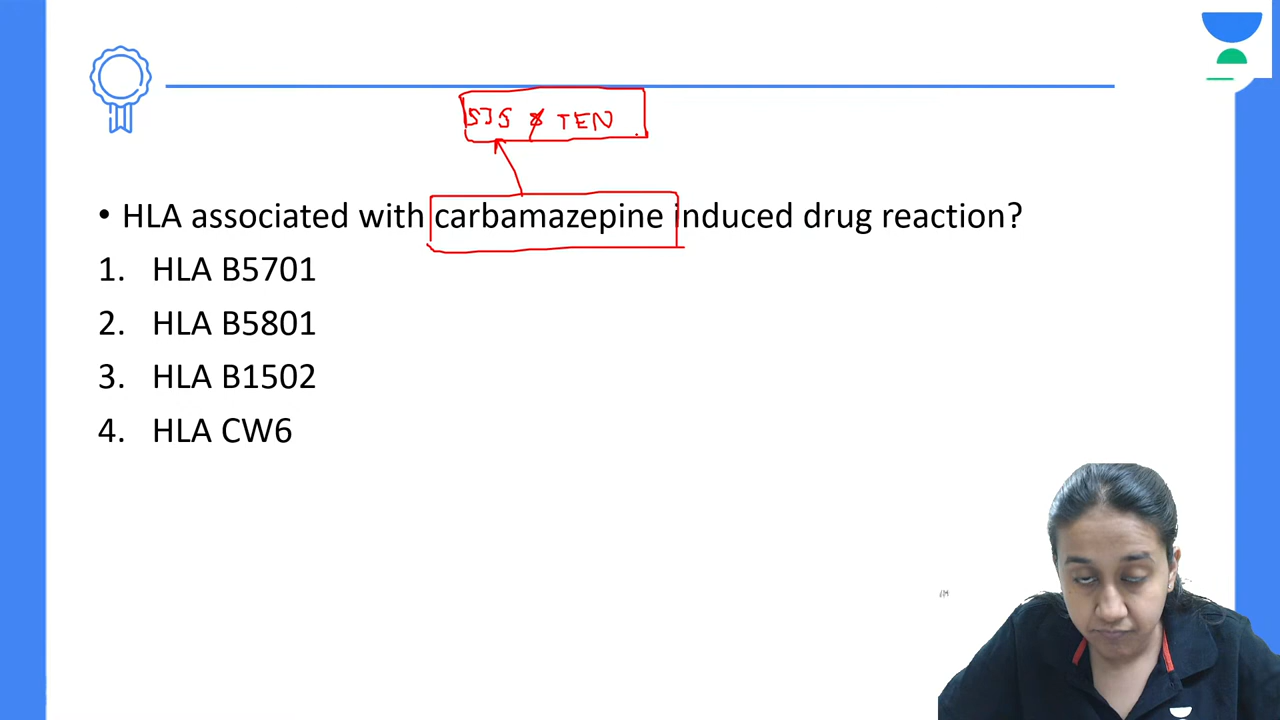 SJS & TEN
• HLA associated with carbamazepine induced drug reaction?
1. HLA B5701
2. HLA B5801
3. HLA B1502
4. HLA CW6